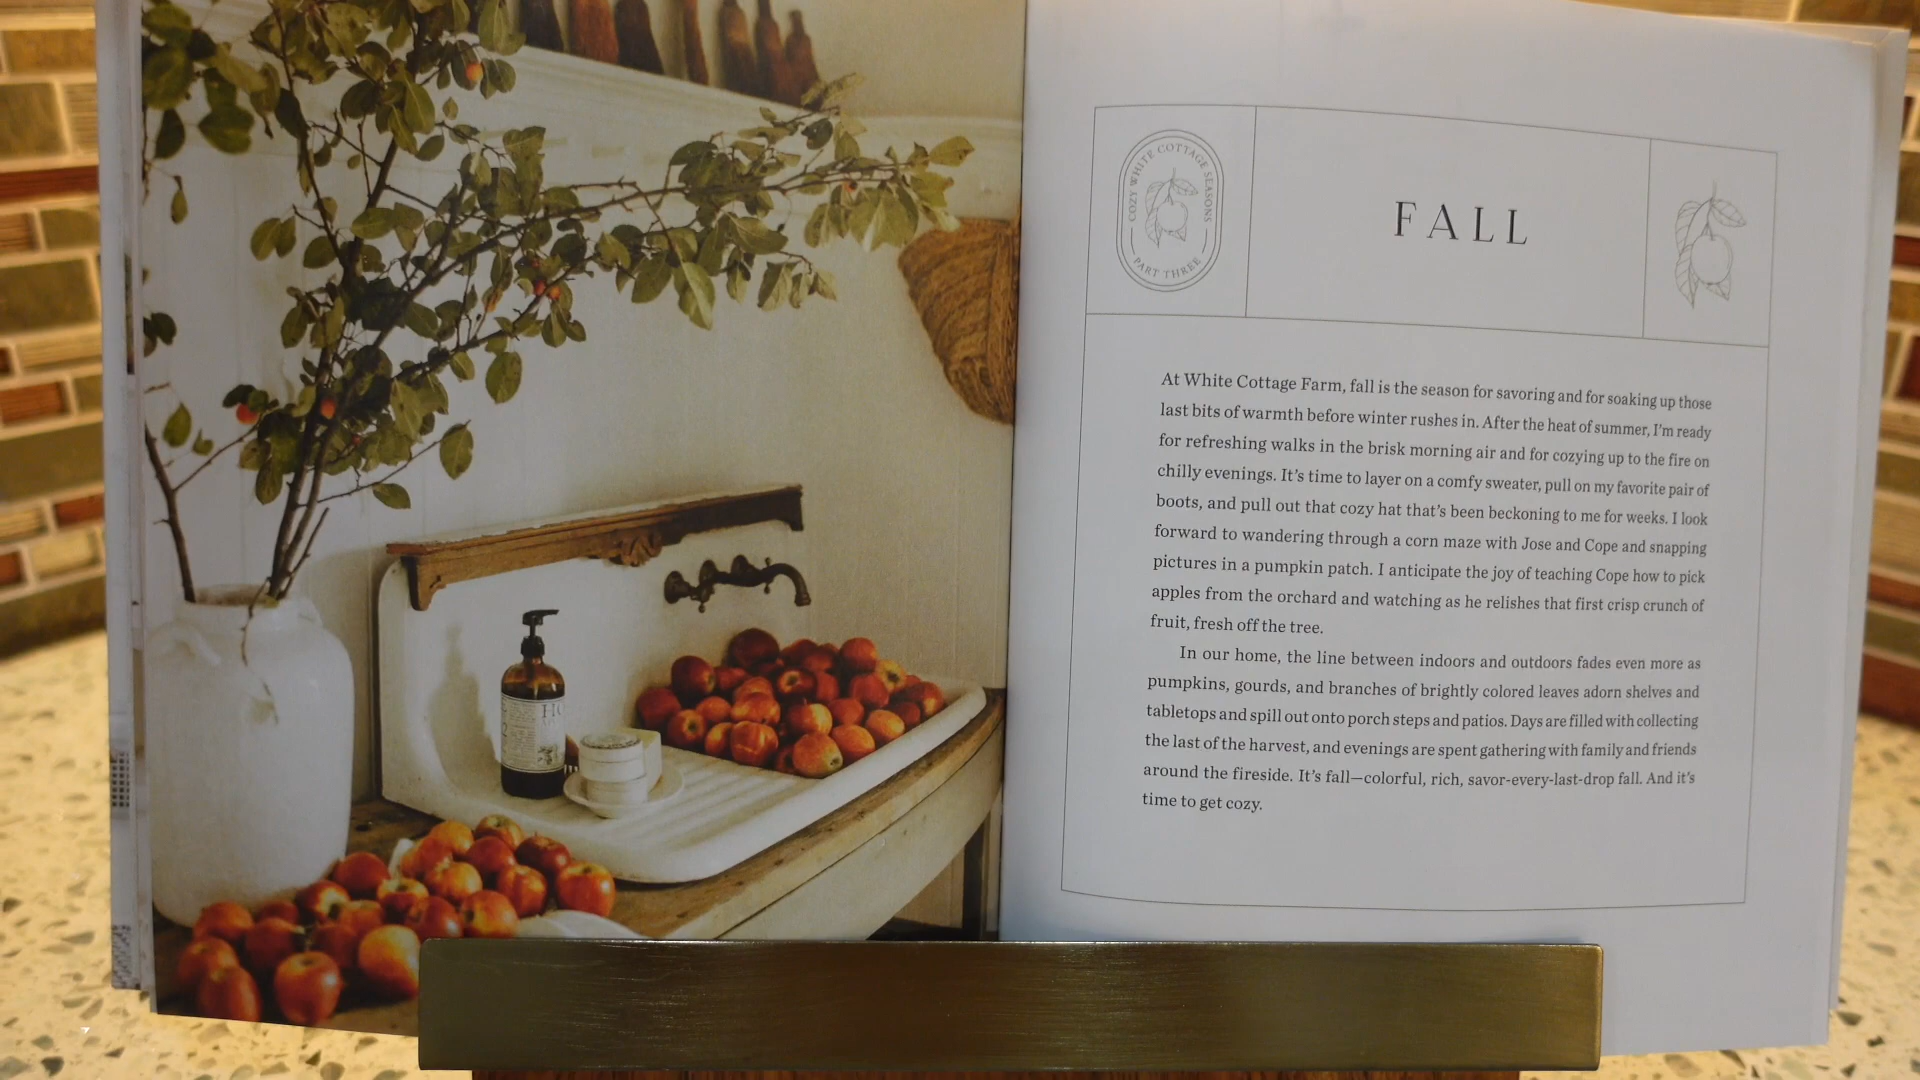 COZY WHITE COTTAGE SEASONS
PART THREE
FALL
At White Cottage Farm, fall is the season for savoring and for soaking up those
last bits of warmth before winter rushes in. After the heat of summer, I'm ready
for refreshing walks in the brisk morning air and for cozying up to the fire on
chilly evenings. It's time to layer on a comfy sweater, pull on my favorite pair of
boots, and pull out that cozy hat that's been beckoning to me for weeks. I look
forward to wandering through a corn maze with Jose and Cope and snapping
pictures in a pumpkin patch. I anticipate the joy of teaching Cope how to pick
apples from the orchard and watching as he relishes that first crisp crunch of
fruit, fresh off the tree.
In our home, the line between indoors and outdoors fades even more as
pumpkins, gourds, and branches of brightly colored leaves adorn shelves and
tabletops and spill out onto porch steps and patios. Days are filled with collecting
the last of the harvest, and evenings are spent gathering with family and friends
around the fireside. It's fall—colorful, rich, savor-every-last-drop fall. And it's
time to get cozy.